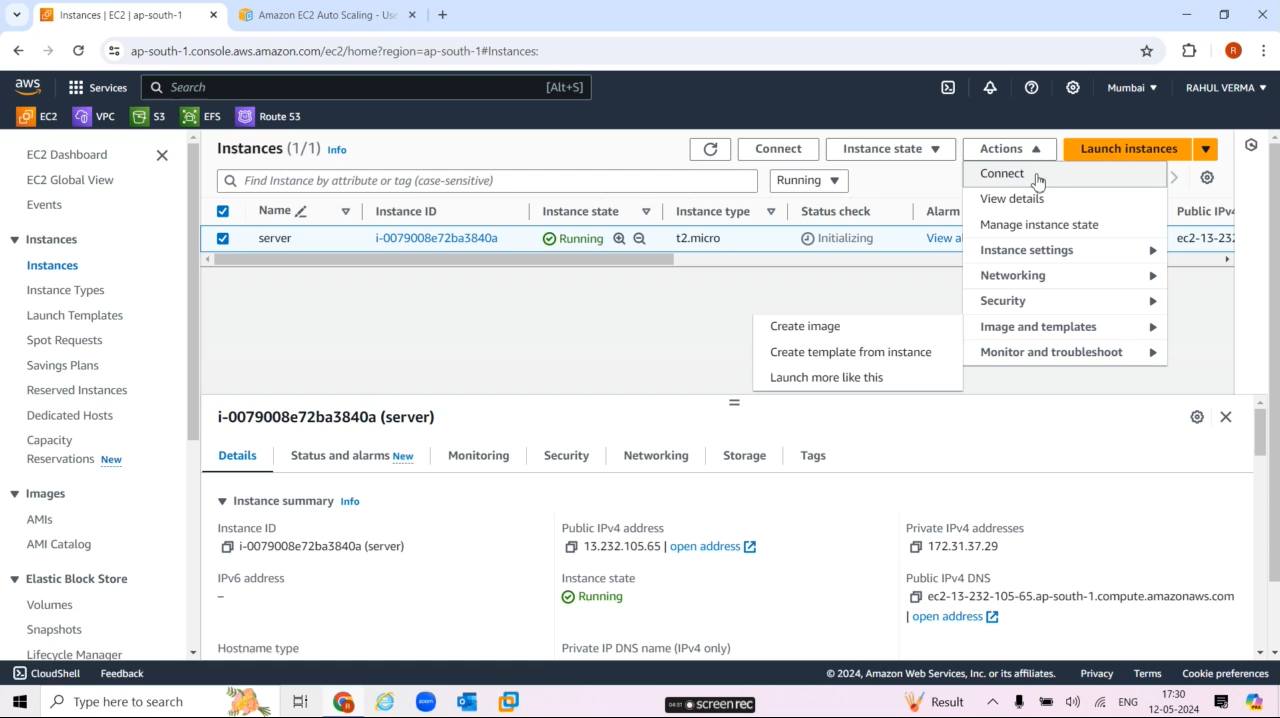 Instances | EC2 | ap-south-1
Amazon EC2 Auto Scaling - Use
ap-south-1.console.aws.amazon.com/ec2/home?region=ap-south-1#Instances:
R
aws
Services
Search
[Alt+S]
Mumbai
RAHUL VERMA
EC2
VPC
S3
EFS
Route 53
EC2 Dashboard
EC2 Global View
Events
Instances
Instances
Instance Types
Launch Templates
Spot Requests
Savings Plans
Reserved Instances
Dedicated Hosts
Capacity
Reservations New
Images
AMIs
AMI Catalog
Elastic Block Store
Volumes
Snapshots
Lifecycle Manager
Instances (1/1) Info
Connect
Instance state
Actions
Launch instances
Find Instance by attribute or tag (case-sensitive)
Running
Name
Instance ID
Instance state
Instance type
Status check
Alarm
Public IPv4
server
i-0079008e72ba3840a
Running
t2.micro
Initializing
View a
ec2-13-232
Connect
View details
Manage instance state
Instance settings
Networking
Security
Image and templates
Monitor and troubleshoot
Create image
Create template from instance
Launch more like this
i-0079008e72ba3840a (server)
Details
Status and alarms New
Monitoring
Security
Networking
Storage
Tags
Instance summary Info
Instance ID
i-0079008e72ba3840a (server)
Public IPv4 address
13.232.105.65 | open address
Private IPv4 addresses
172.31.37.29
IPv6 address
–
Instance state
Running
Public IPv4 DNS
ec2-13-232-105-65.ap-south-1.compute.amazonaws.com
| open address
Hostname type
Private IP DNS name (IPv4 only)
CloudShell
Feedback
© 2024, Amazon Web Services, Inc. or its affiliates.
Privacy
Terms
Cookie preferences
Type here to search
zoom
04:31
screenrec
Result
ENG
17:30
12-05-2024